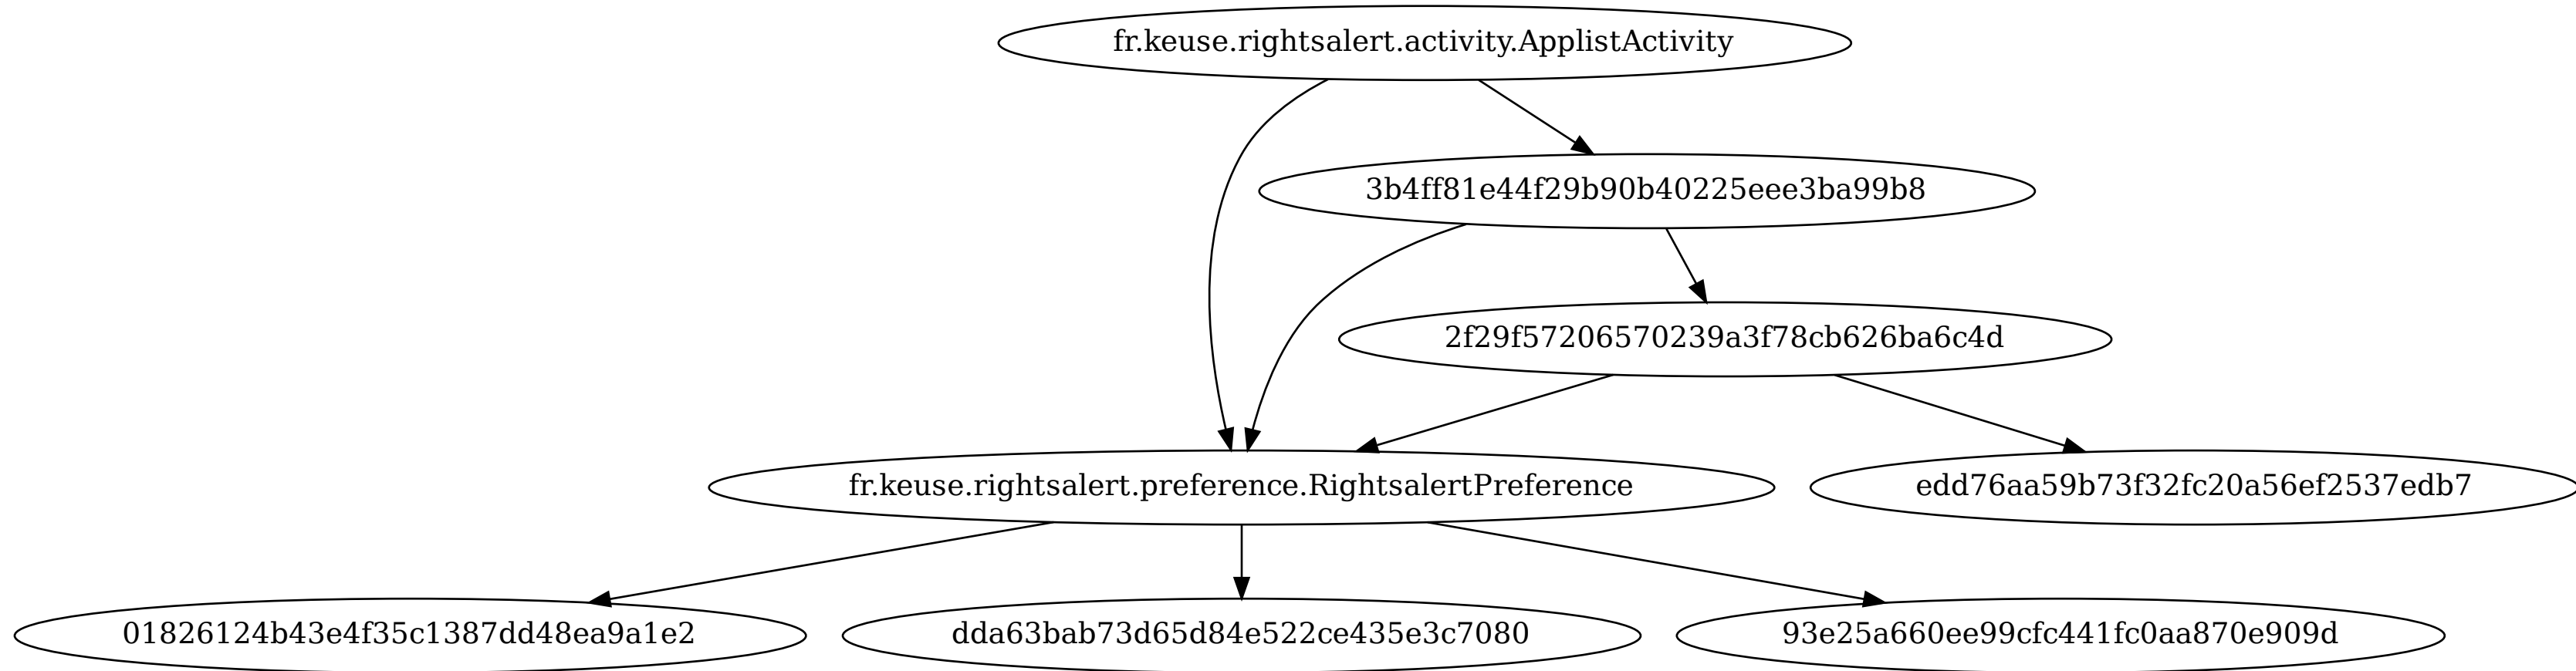 fr.keuse.rightsalert.activity.ApplistActivity
3b4ff81e44f29b90b40225eee3ba99b8
2f29f57206570239a3f78cb626ba6c4d
fr.keuse.rightsalert.preference.RightsalertPreference
edd76aa59b73f32fc20a56ef2537edb7
01826124b43e4f35c1387dd48ea9a1e2
dda63bab73d65d84e522ce435e3c7080
93e25a660ee99cfc441fc0aa870e909d